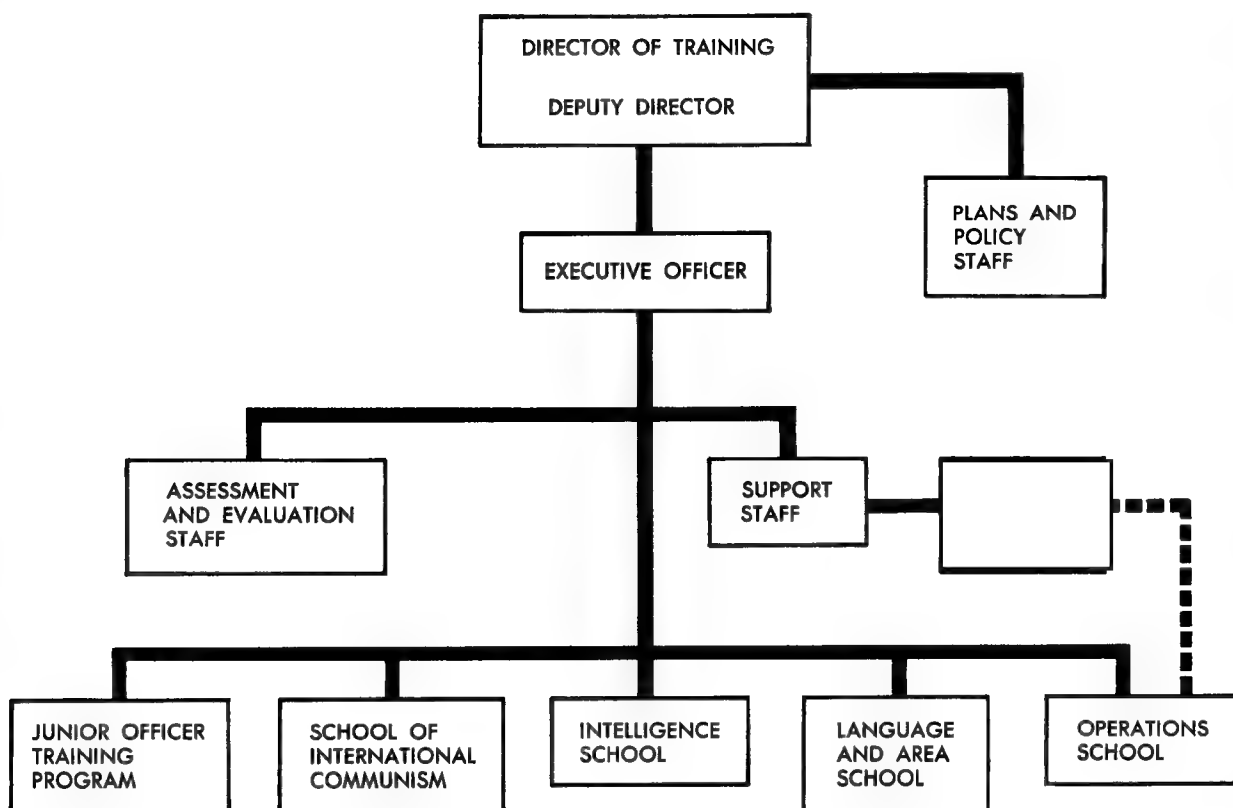 DIRECTOR OF TRAINING
DEPUTY DIRECTOR
PLANS AND
POLICY
STAFF
EXECUTIVE OFFICER
ASSESSMENT
AND EVALUATION
STAFF
SUPPORT
STAFF
JUNIOR OFFICER
TRAINING
PROGRAM
SCHOOL OF
INTERNATIONAL
COMMUNISM
INTELLIGENCE
SCHOOL
LANGUAGE
AND AREA
SCHOOL
OPERATIONS
SCHOOL